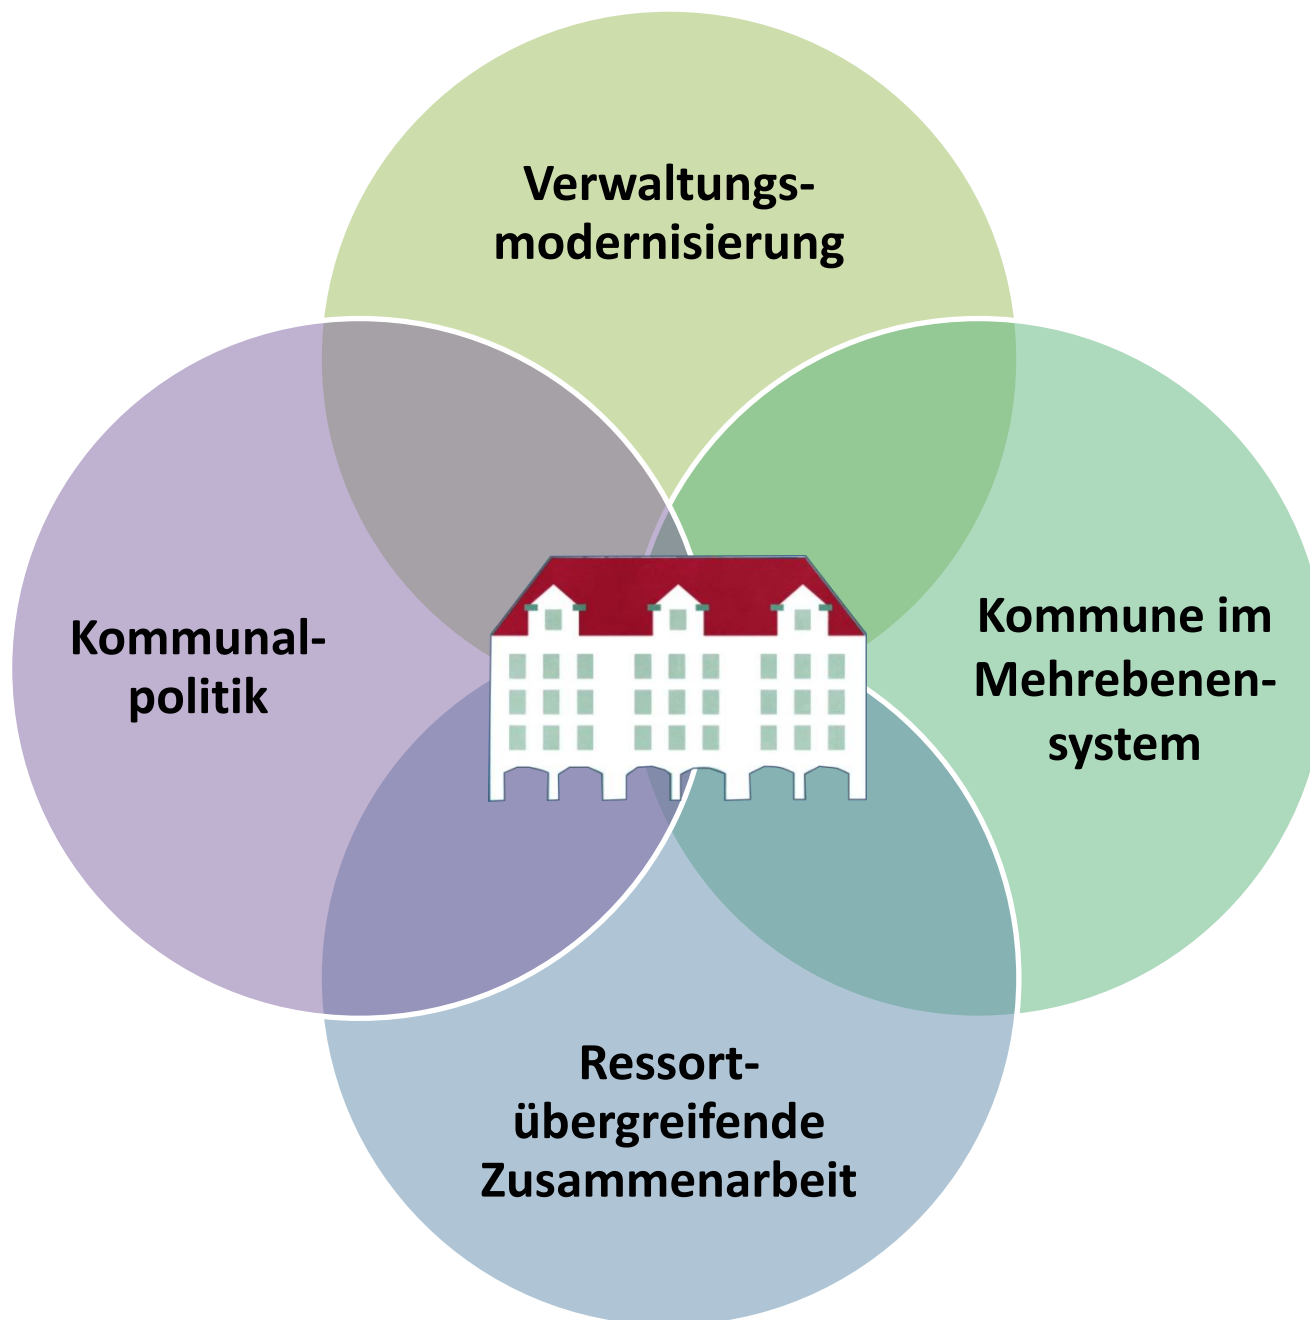 Verwaltungs-
modernisierung
Kommunal-
politik
Kommune im
Mehrebenen-
system
Ressort-
übergreifende
Zusammenarbeit